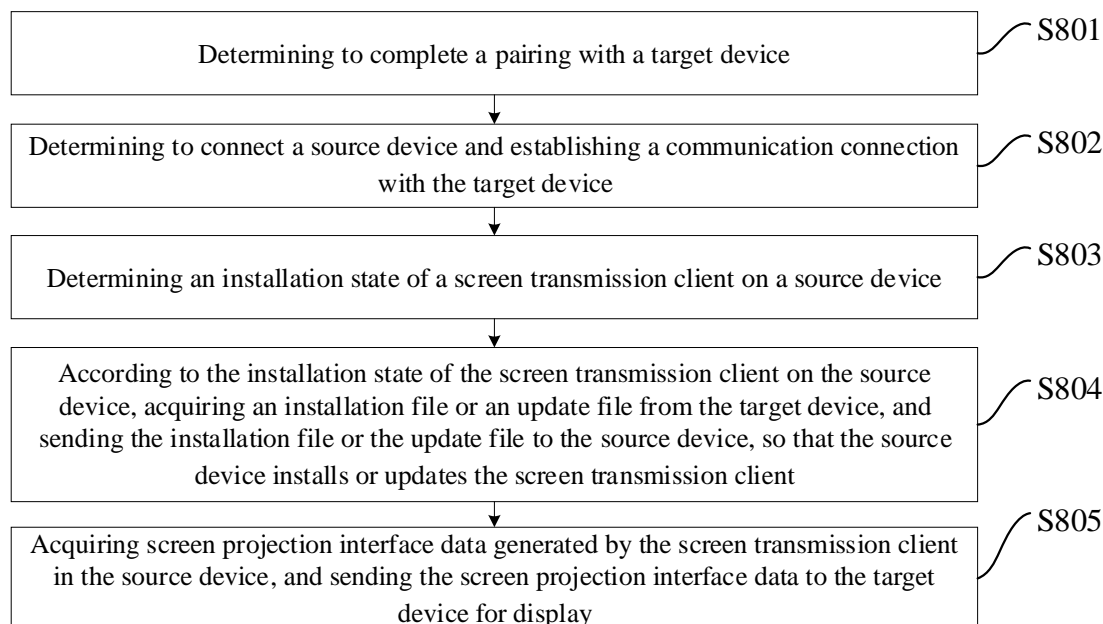 Determining to complete a pairing with a target device
S801
Determining to connect a source device and establishing a communication connection
with the target device
S802
Determining an installation state of a screen transmission client on a source device
S803
According to the installation state of the screen transmission client on the source
device, acquiring an installation file or an update file from the target device, and
sending the installation file or the update file to the source device, so that the source
device installs or updates the screen transmission client
S804
Acquiring screen projection interface data generated by the screen transmission client
in the source device, and sending the screen projection interface data to the target
device for display
S805